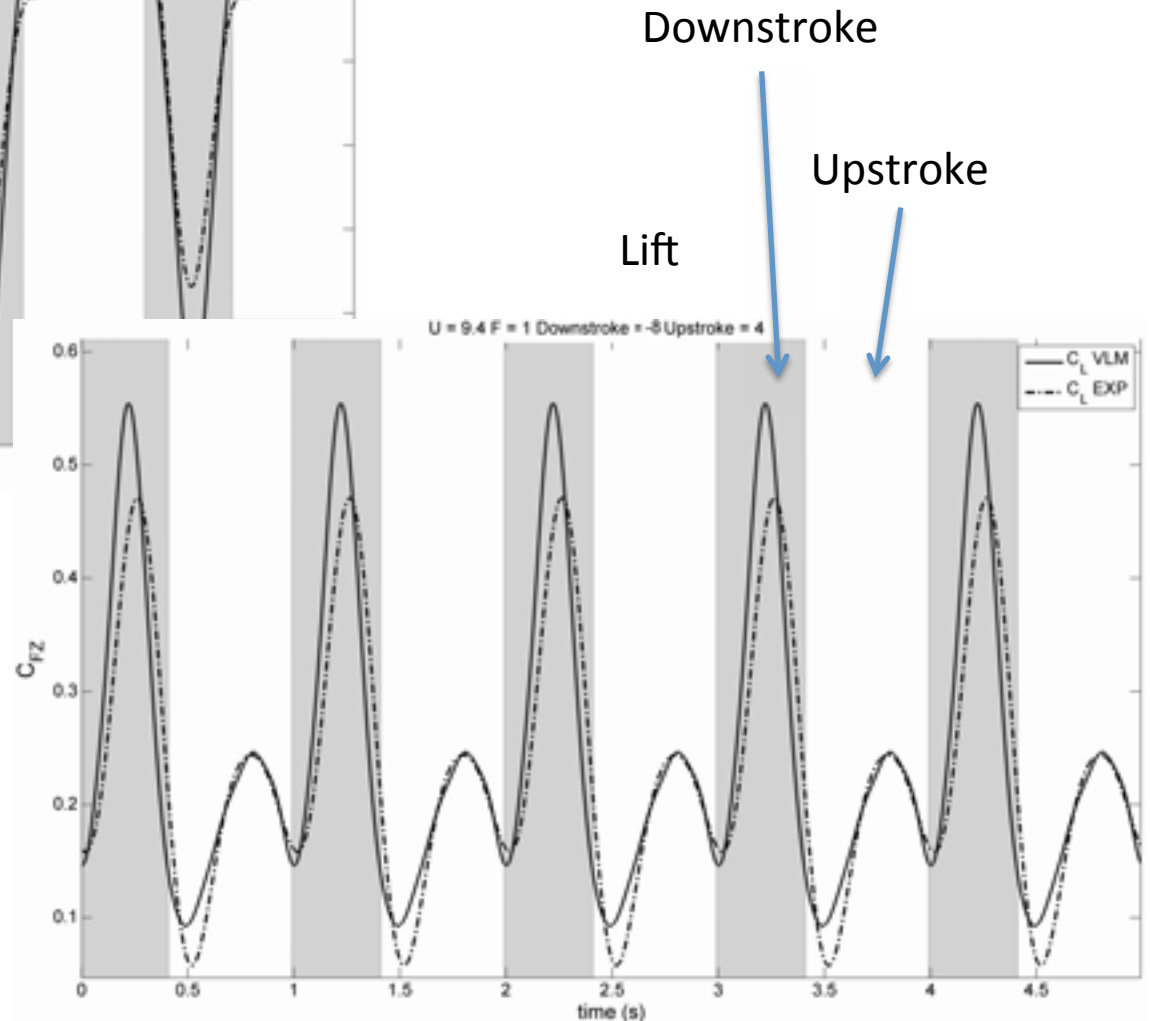 Downstroke
Upstroke
Lift
U = 9.4 F = 1 Downstroke = -8 Upstroke = 4
C_L VLM
C_L EXP
0.6
0.5
0.4
0.3
0.2
0.1
C_FZ
0 0.5 1 1.5 2 2.5 3 3.5 4 4.5
time (s)